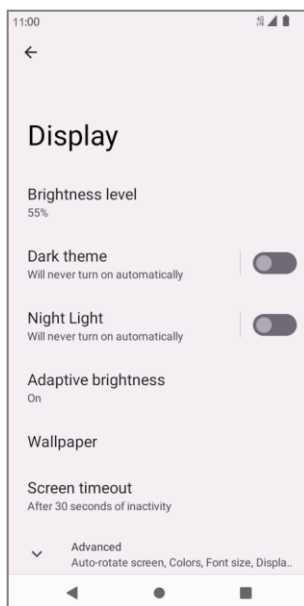 11:00
Display
Brightness level
55%
Dark theme
Will never turn on automatically
Night Light
Will never turn on automatically
Adaptive brightness
On
Wallpaper
Screen timeout
After 30 seconds of inactivity
Advanced
Auto-rotate screen, Colors, Font size, Displa..